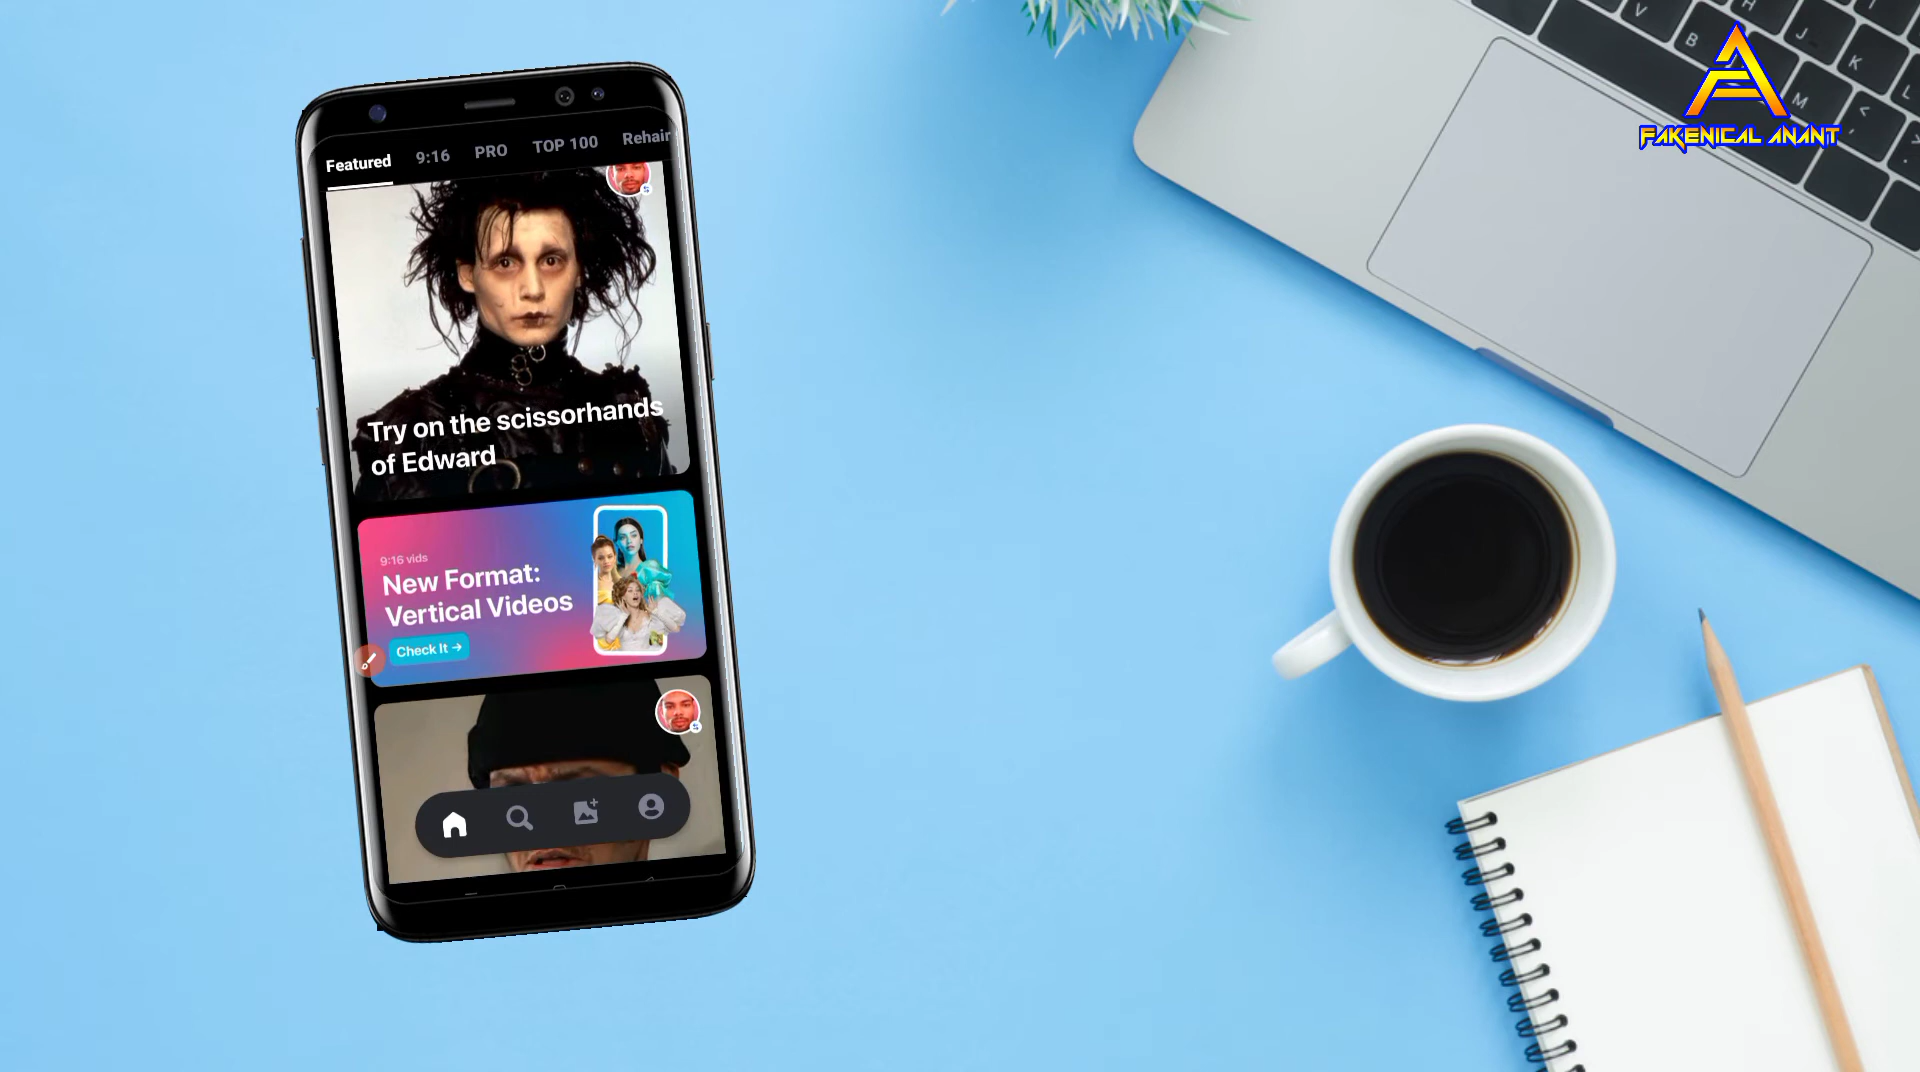 FAKENICAL ANANT
Featured 9:16 PRO TOP 100 Rehair
Try on the scissorhands
of Edward
9:16 vids
New Format:
Vertical Videos
Check It →
V
B
H
J
K
L
M
<